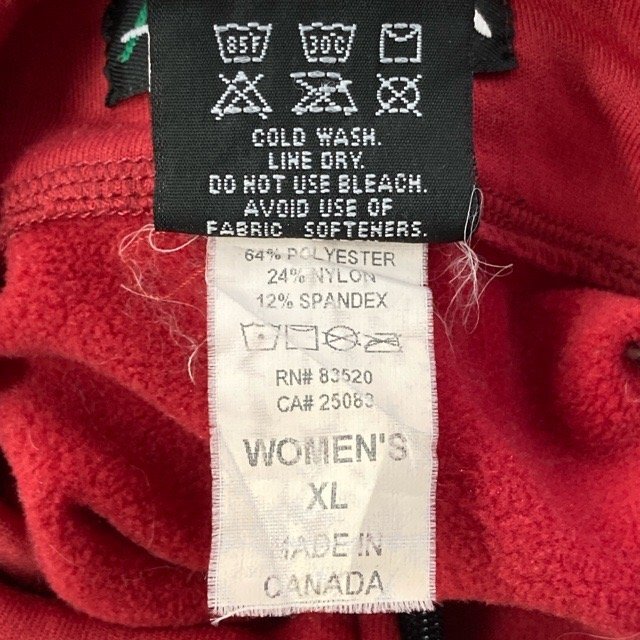 85F 30C
COLD WASH.
LINE DRY.
DO NOT USE BLEACH.
AVOID USE OF
FABRIC SOFTENERS.
64% POLYESTER
24% NYLON
12% SPANDEX
RN# 83520
CA# 25083
WOMEN'S
XL
MADE IN
CANADA